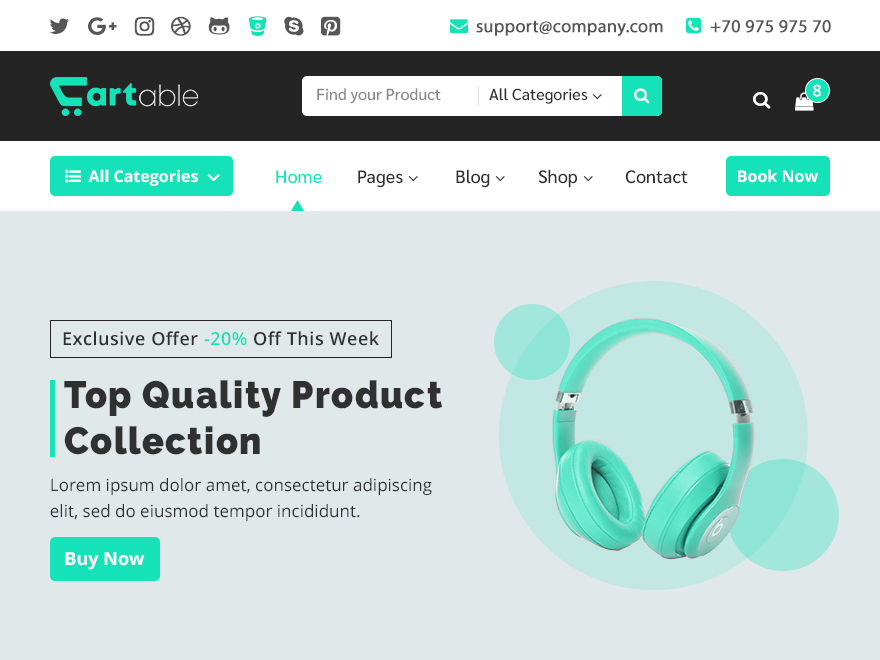 support@company.com +70 975 975 70
Cartable Find your Product All Categories 8
All Categories Home Pages Blog Shop Contact Book Now
Exclusive Offer -20% Off This Week
Top Quality Product
Collection
Lorem ipsum dolor amet, consectetur adipiscing
elit, sed do eiusmod tempor incididunt.
Buy Now